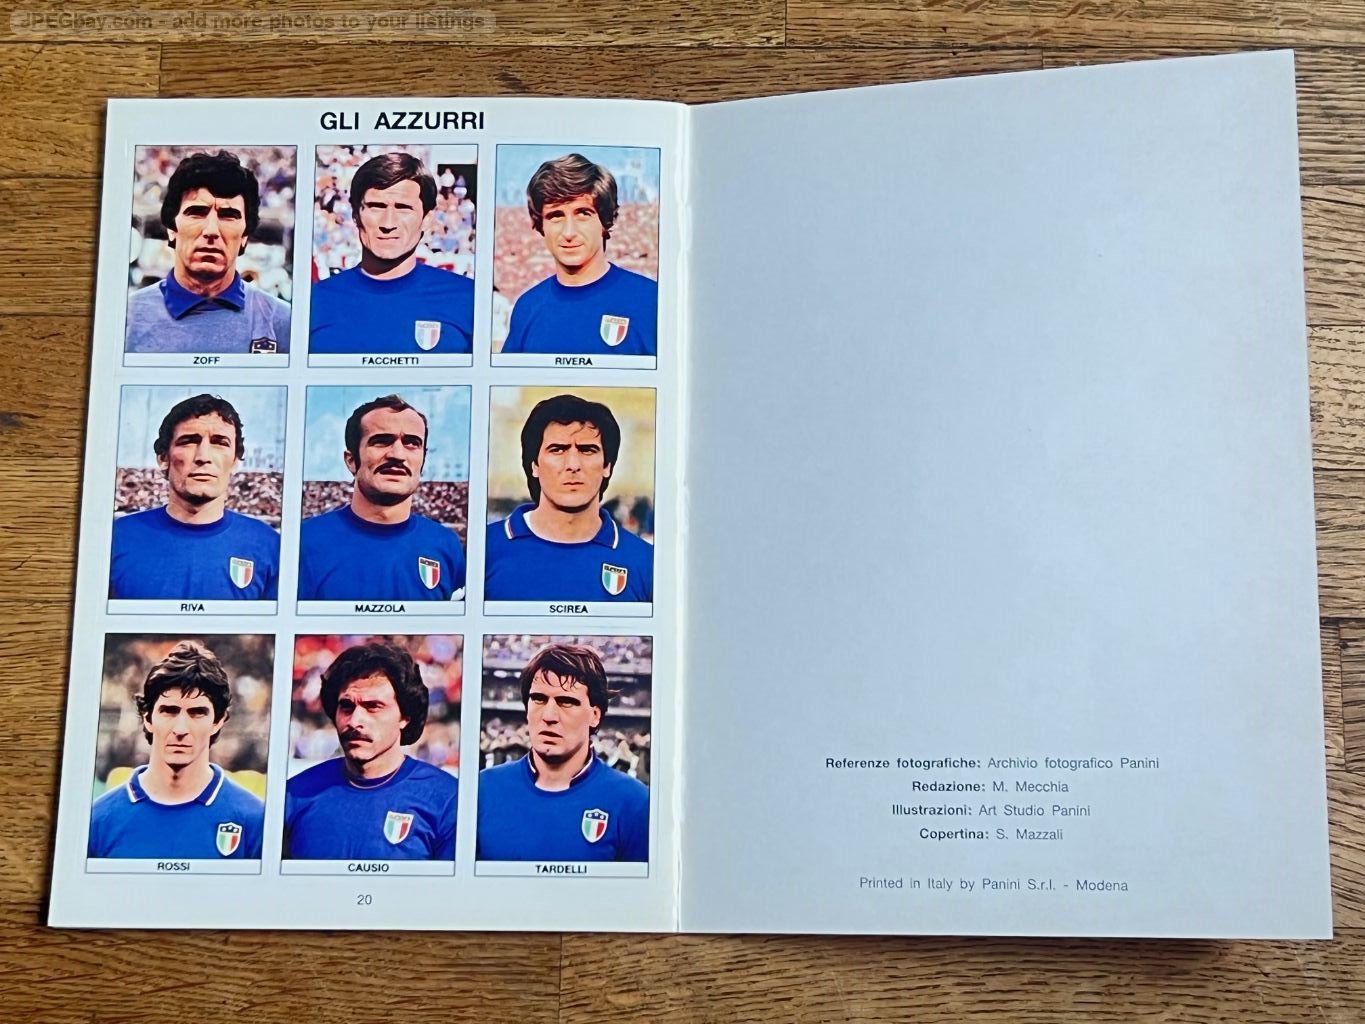 JPEGbay.com - add more photos to your listings
GLI AZZURRI
ZOFF
FACCHETTI
RIVERA
RIVA
MAZZOLA
SCIREA
ROSSI
CAUSIO
TARDELLI
20
Referenze fotografiche: Archivio fotografico Panini
Redazione: M. Mecchia
Illustrazioni: Art Studio Panini
Copertina: S. Mazzali
Printed in Italy by Panini S.r.l. - Modena